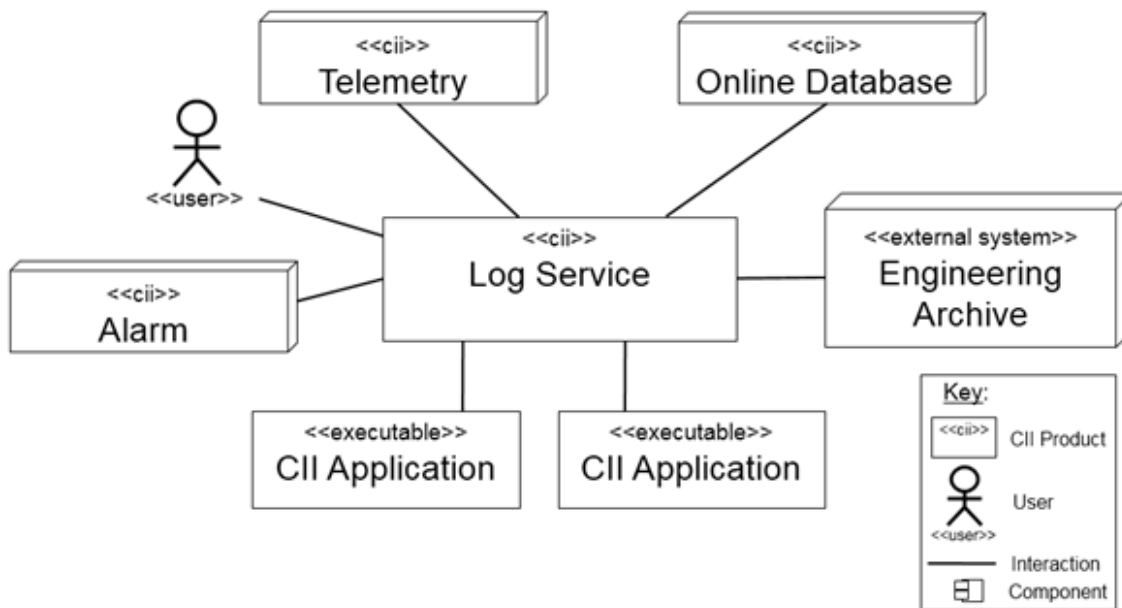 <<cii>>
Telemetry
<<cii>>
Online Database
<<user>>
<<cii>>
Log Service
<<external system>>
Engineering
Archive
<<cii>>
Alarm
<<executable>>
CII Application
<<executable>>
CII Application
Key:
<<cii>>
CII Product
User
<<user>>
Interaction
Component